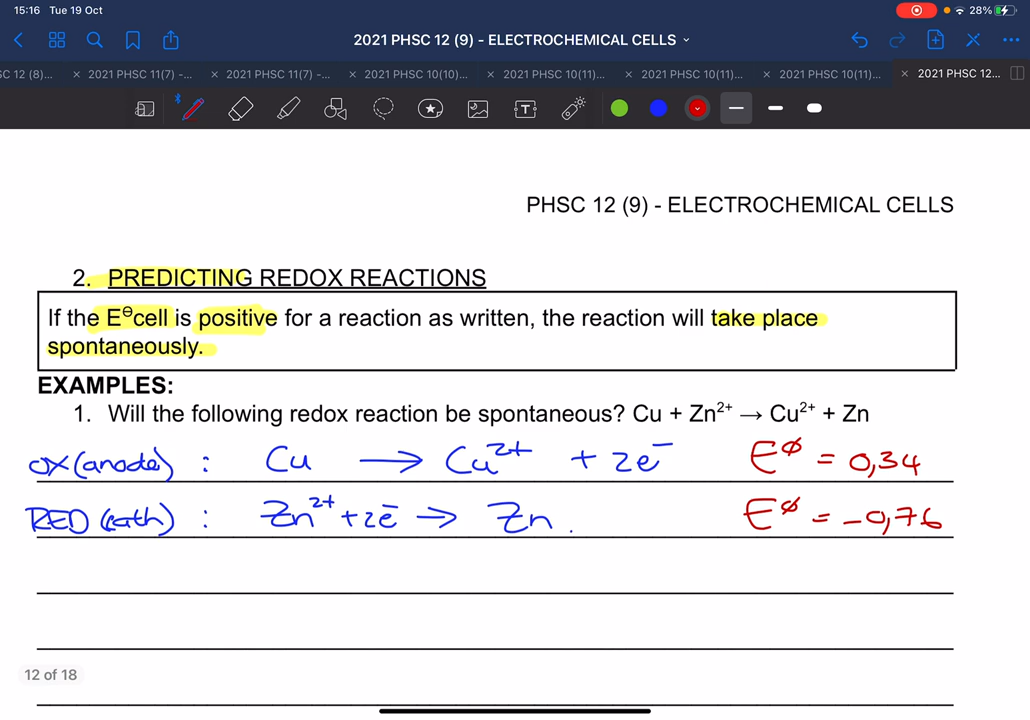 15:16 Tue 19 Oct
28%
2021 PHSC 12 (9) - ELECTROCHEMICAL CELLS
SC 12 (8)... × 2021 PHSC 11(7) -... × 2021 PHSC 11(7) -... × 2021 PHSC 10(10)... × 2021 PHSC 10(11)... × 2021 PHSC 10(11)... × 2021 PHSC 10(11)... × 2021 PHSC 12...
T
PHSC 12 (9) - ELECTROCHEMICAL CELLS
2. PREDICTING REDOX REACTIONS
If the E⊖cell is positive for a reaction as written, the reaction will take place
spontaneously.
EXAMPLES:
1. Will the following redox reaction be spontaneous? Cu + Zn²⁺ → Cu²⁺ + Zn
OX (anode) : Cu → Cu²⁺ + 2e⁻ E∅ = 0,34
RED (cath) : Zn²⁺ + 2e⁻ → Zn. E∅ = -0,76
12 of 18